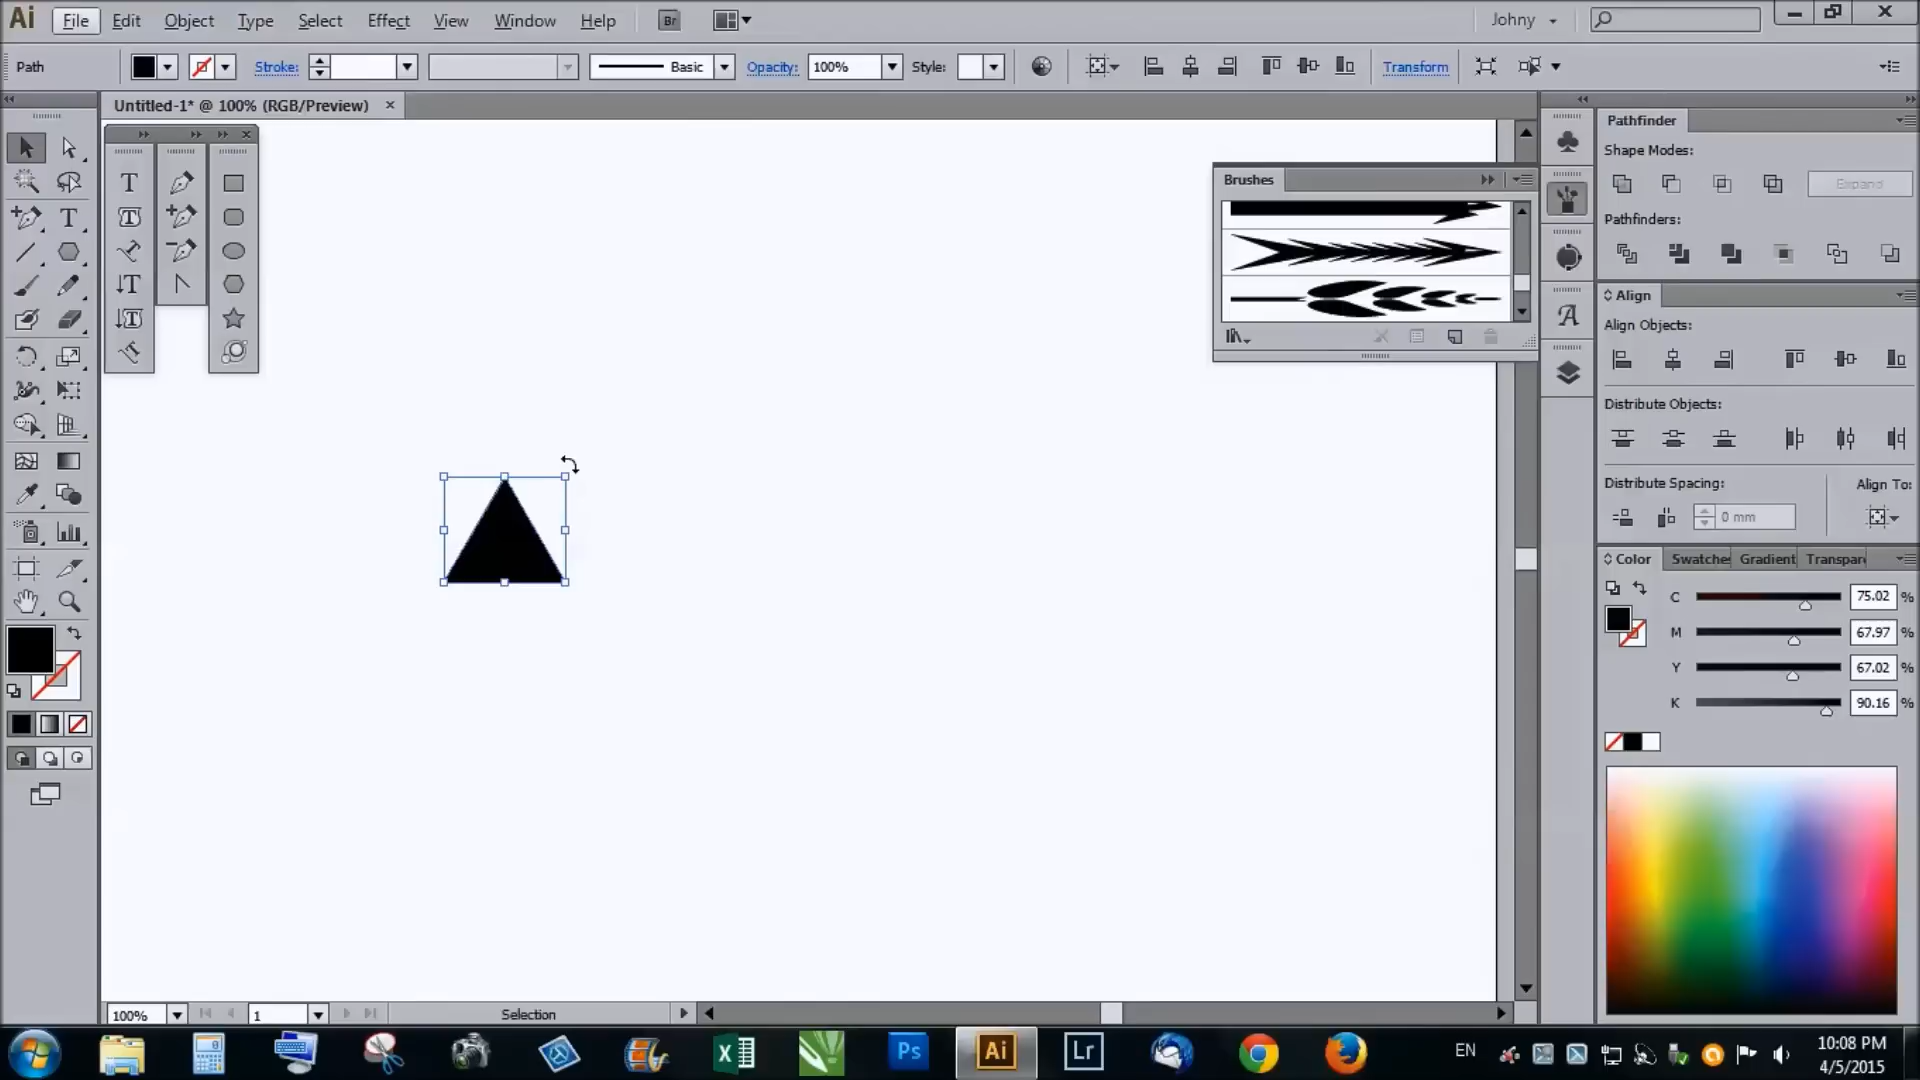 Ai File Edit Object Type Select Effect View Window Help Br Johny
Path Stroke: Basic Opacity: 100% Style: Transform
Untitled-1* @ 100% (RGB/Preview)
Brushes
Pathfinder
Shape Modes:
Expand
Pathfinders:
Align
Align Objects:
Distribute Objects:
Distribute Spacing: Align To:
0 mm
Color Swatches Gradient Transpar
C 75.02 %
M 67.97 %
Y 67.02 %
K 90.16 %
100% 1 Selection
Ps Ai Lr EN 10:08 PM
4/5/2015